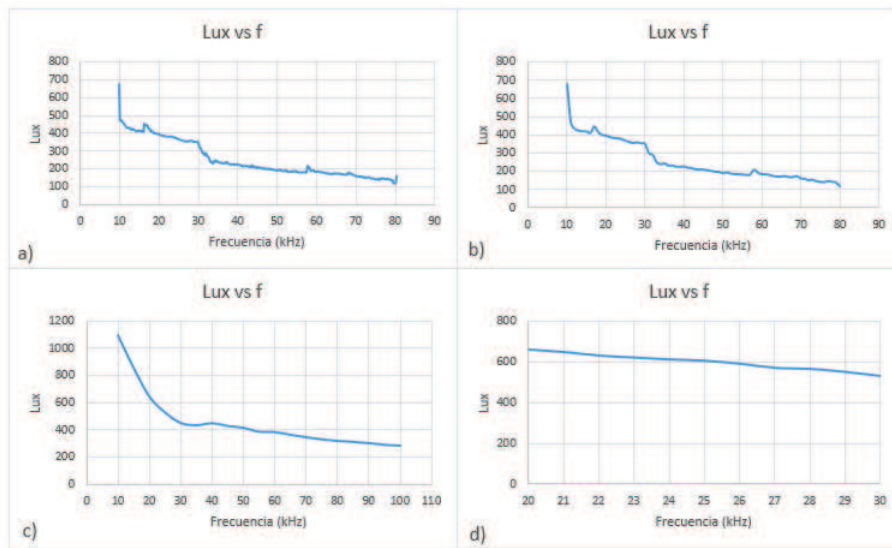 Lux vs f
800
700
600
500
400
300
200
100
0
Lux
0 10 20 30 40 50 60 70 80 90
Frecuencia (kHz)
a)
Lux vs f
800
700
600
500
400
300
200
100
0
Lux
0 10 20 30 40 50 60 70 80 90
Frecuencia (kHz)
b)
Lux vs f
1200
1000
800
600
400
200
0
Lux
0 10 20 30 40 50 60 70 80 90 100 110
Frecuencia (kHz)
c)
Lux vs f
800
600
400
200
0
Lux
20 21 22 23 24 25 26 27 28 29 30
Frecuencia (kHz)
d)